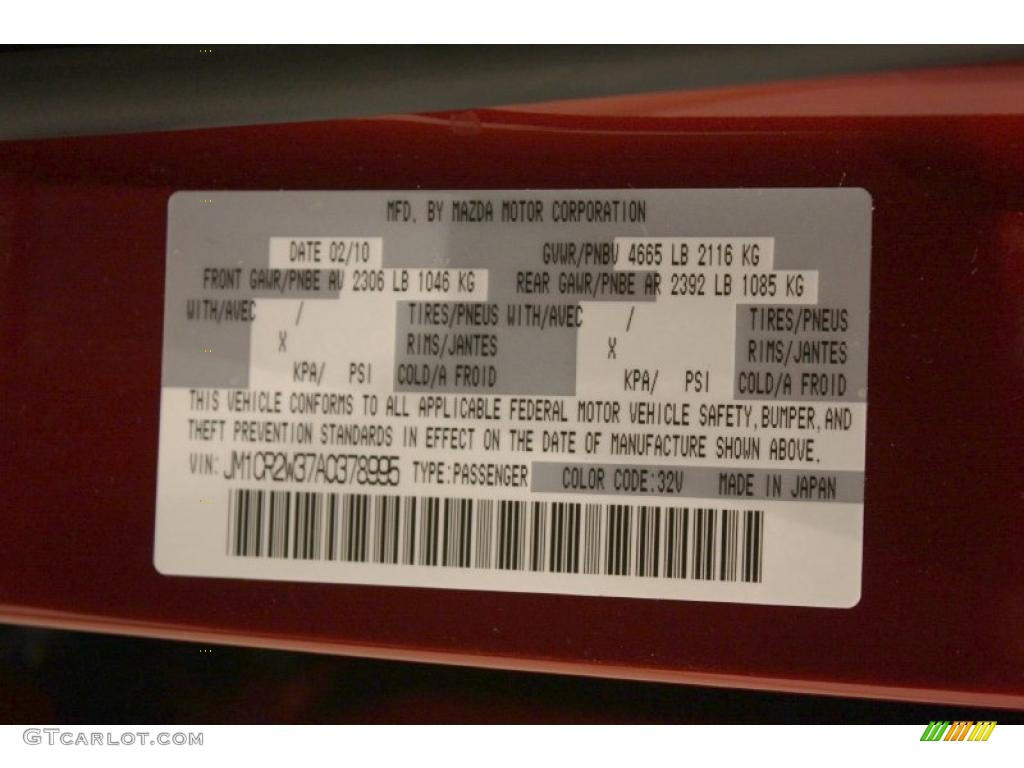 MFD. BY MAZDA MOTOR CORPORATION
DATE 02/10 GVWR/PNBV 4665 LB 2116 KG
FRONT GAWR/PNBE AV 2306 LB 1046 KG REAR GAWR/PNBE AR 2392 LB 1085 KG
WITH/AVEC / TIRES/PNEUS WITH/AVEC / TIRES/PNEUS
X RIMS/JANTES X RIMS/JANTES
KPA/ PSI COLD/A FROID KPA/ PSI COLD/A FROID
THIS VEHICLE CONFORMS TO ALL APPLICABLE FEDERAL MOTOR VEHICLE SAFETY,BUMPER,AND
THEFT PREVENTION STANDARDS IN EFFECT ON THE DATE OF MANUFACTURE SHOWN ABOVE.
VIN: JM1CR2W37A0378995 TYPE:PASSENGER COLOR CODE:32V MADE IN JAPAN
GTCARLOT.COM